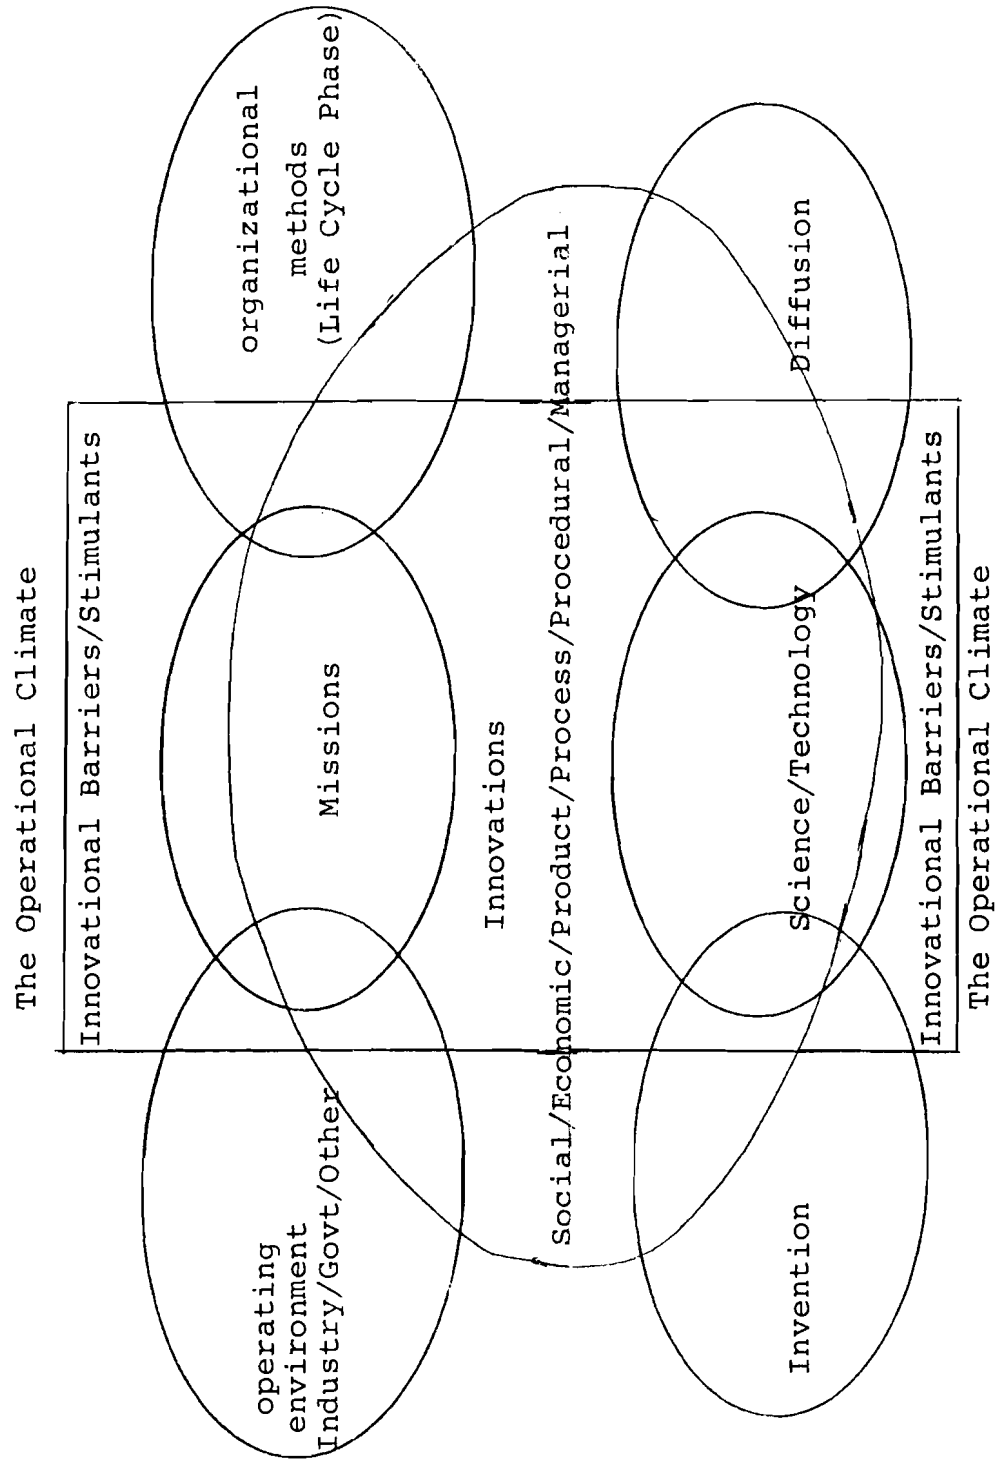 The Operational Climate
Innovational Barriers/Stimulants
operating
environment
Industry/Govt/Other
Missions
organizational
methods
(Life Cycle Phase)
Innovations
Social/Economic/Product/Process/Procedural/Managerial
Invention
Science/Technology
Diffusion
Innovational Barriers/Stimulants
The Operational Climate